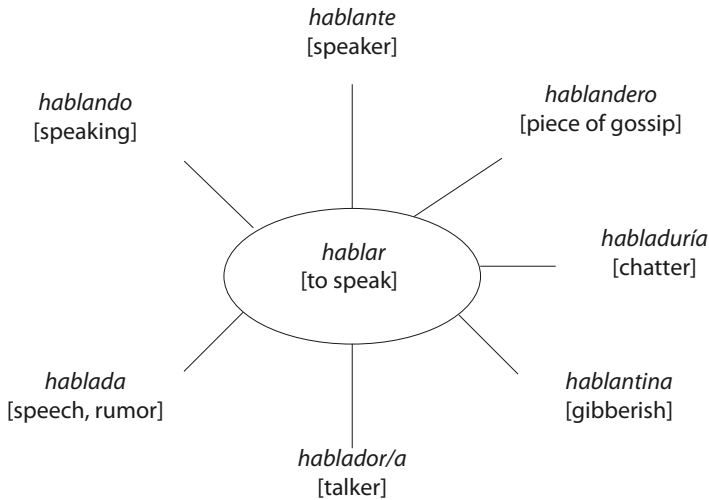 hablante
[speaker]
hablando
[speaking]
hablandero
[piece of gossip]
habladuría
[chatter]
hablar
[to speak]
hablada
[speech, rumor]
hablantina
[gibberish]
hablador/a
[talker]